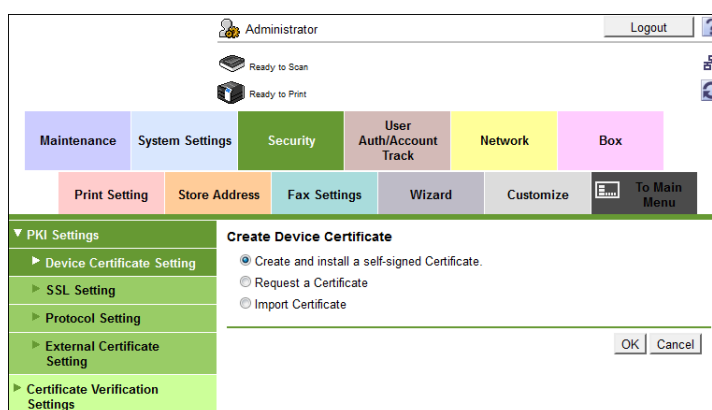 Administrator
Logout
Ready to Scan
Ready to Print
Maintenance
System Settings
Security
User
Auth/Account
Track
Network
Box
Print Setting
Store Address
Fax Settings
Wizard
Customize
To Main
Menu
PKI Settings
Device Certificate Setting
SSL Setting
Protocol Setting
External Certificate
Setting
Certificate Verification
Settings
Create Device Certificate
Create and install a self-signed Certificate.
Request a Certificate
Import Certificate
OK
Cancel